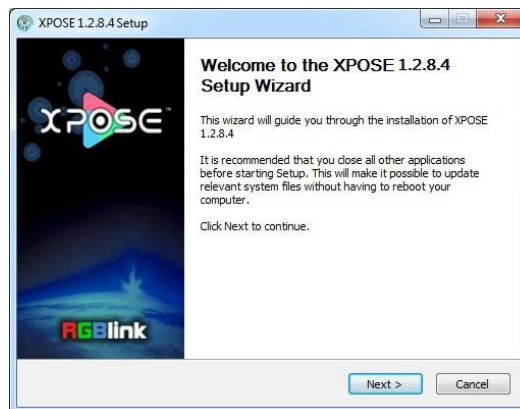 XPOSE 1.2.8.4 Setup
XPOSE™
RGBlink
Welcome to the XPOSE 1.2.8.4
Setup Wizard
This wizard will guide you through the installation of XPOSE
1.2.8.4
It is recommended that you close all other applications
before starting Setup. This will make it possible to update
relevant system files without having to reboot your
computer.
Click Next to continue.
Next >
Cancel